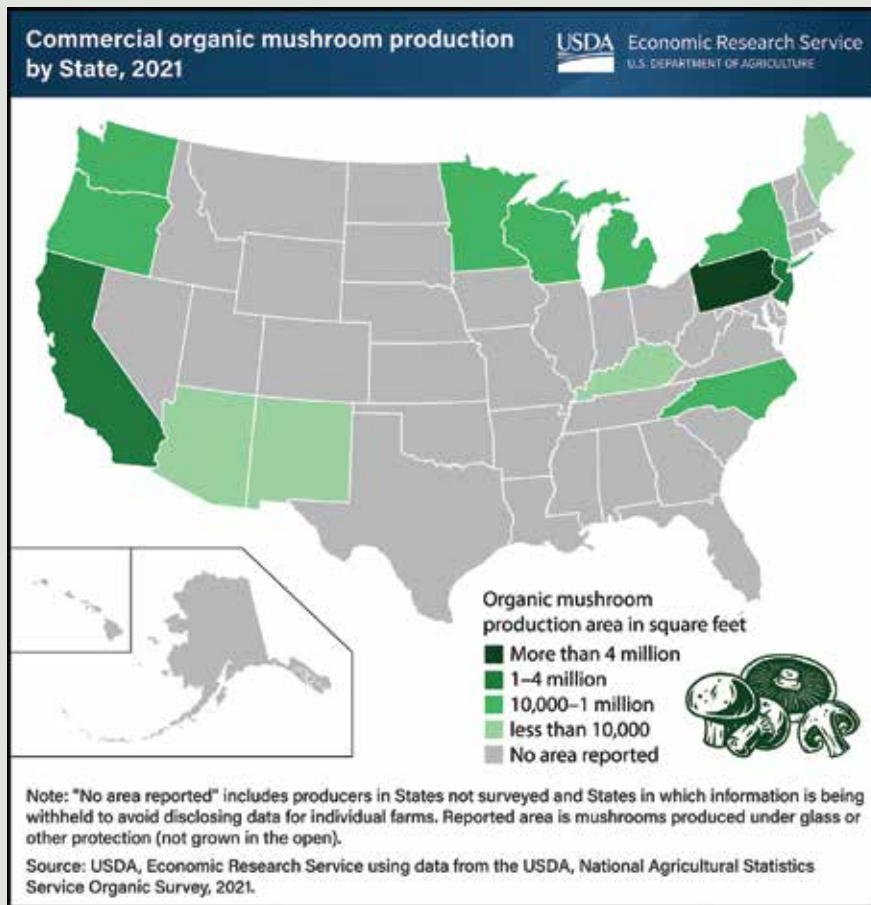 Commercial organic mushroom production
by State, 2021
USDA Economic Research Service
U.S. DEPARTMENT OF AGRICULTURE
Organic mushroom
production area in square feet
More than 4 million
1–4 million
10,000–1 million
less than 10,000
No area reported
Note: "No area reported" includes producers in States not surveyed and States in which information is being
withheld to avoid disclosing data for individual farms. Reported area is mushrooms produced under glass or
other protection (not grown in the open).
Source: USDA, Economic Research Service using data from the USDA, National Agricultural Statistics
Service Organic Survey, 2021.